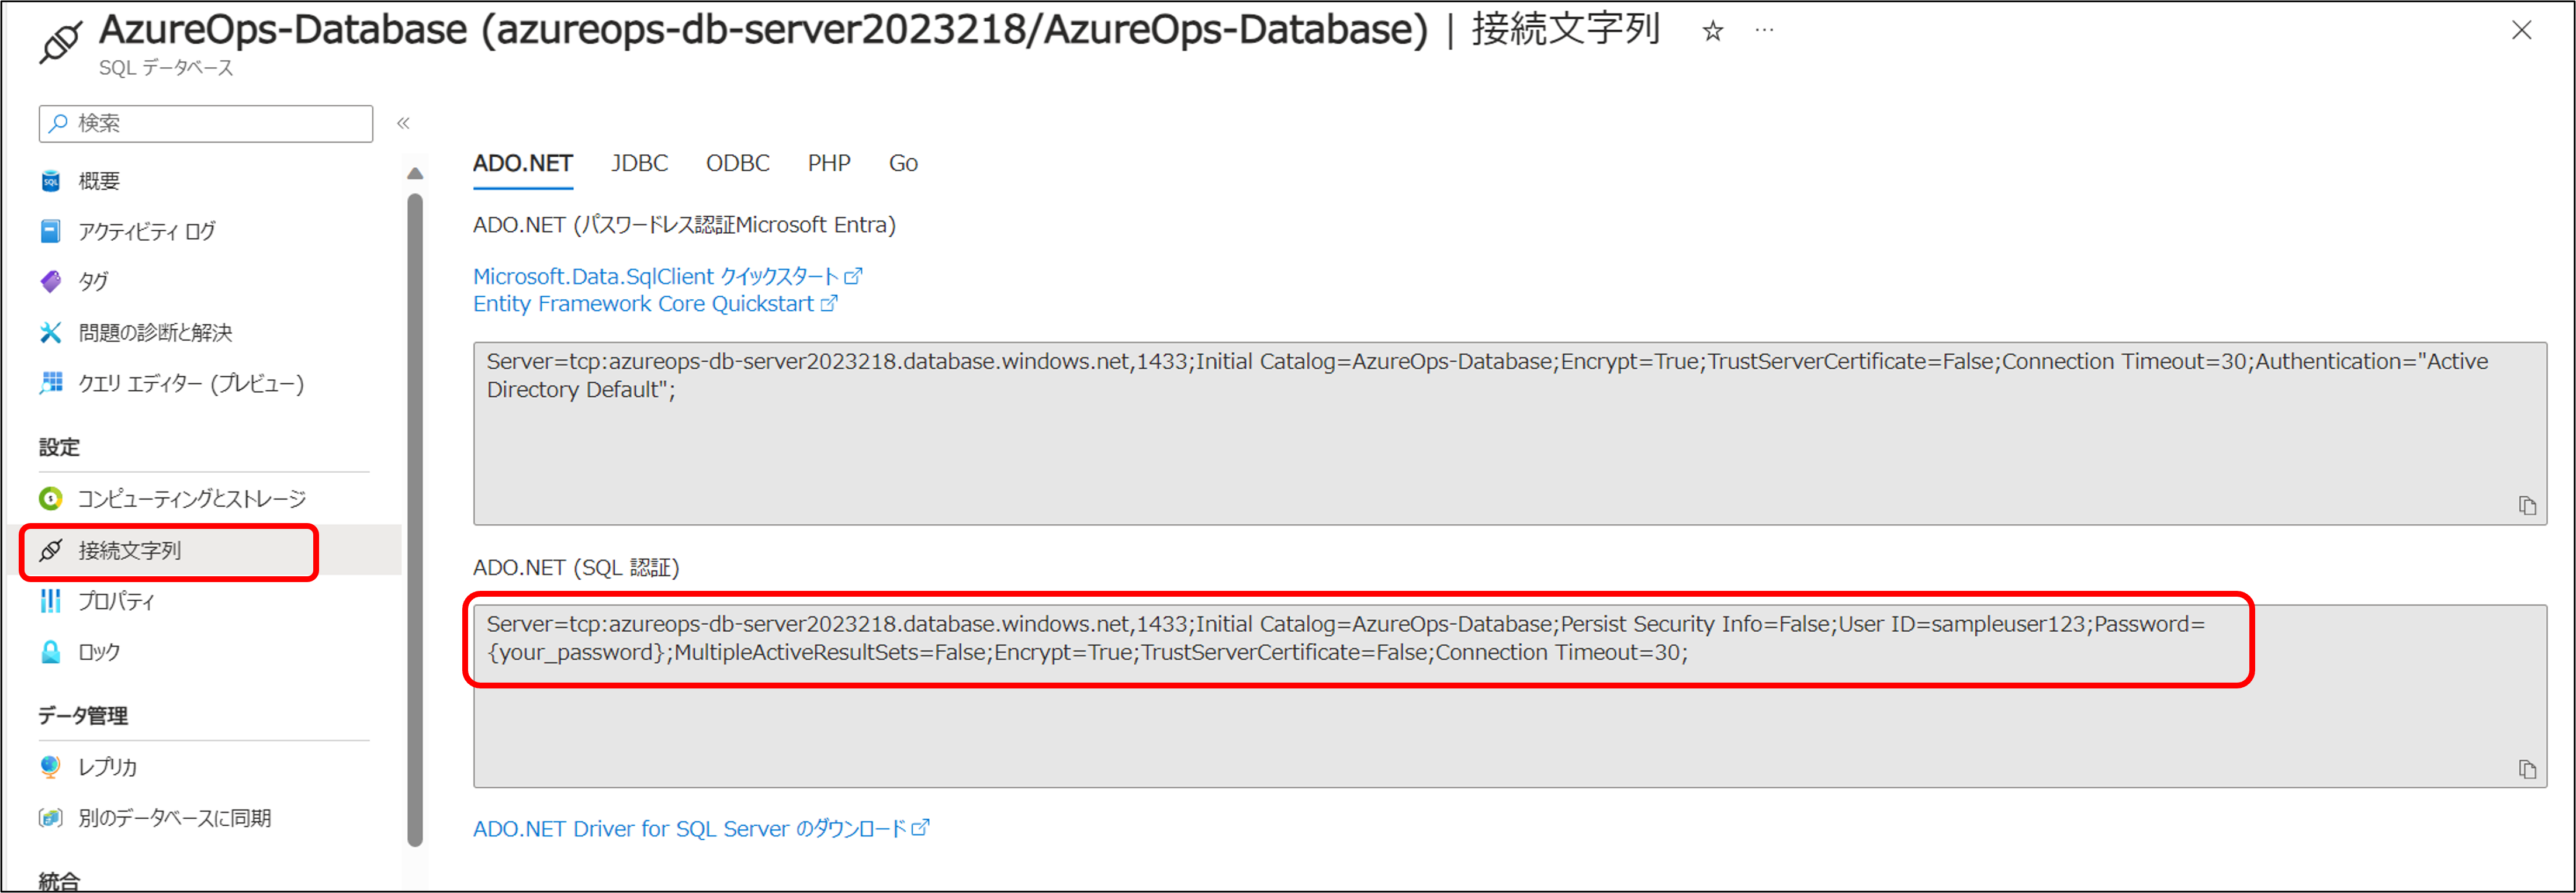 AzureOps-Database (azureops-db-server2023218/AzureOps-Database) | 接続文字列
SQL データベース
検索
概要
アクティビティ ログ
タグ
問題の診断と解決
クエリ エディター (プレビュー)
設定
コンピューティングとストレージ
接続文字列
プロパティ
ロック
データ管理
レプリカ
別のデータベースに同期
統合
ADO.NET JDBC ODBC PHP Go
ADO.NET (パスワードレス認証Microsoft Entra)
Microsoft.Data.SqlClient クイックスタート
Entity Framework Core Quickstart
Server=tcp:azureops-db-server2023218.database.windows.net,1433;Initial Catalog=AzureOps-Database;Encrypt=True;TrustServerCertificate=False;Connection Timeout=30;Authentication="Active
Directory Default";
ADO.NET (SQL 認証)
Server=tcp:azureops-db-server2023218.database.windows.net,1433;Initial Catalog=AzureOps-Database;Persist Security Info=False;User ID=sampleuser123;Password=
{your_password};MultipleActiveResultSets=False;Encrypt=True;TrustServerCertificate=False;Connection Timeout=30;
ADO.NET Driver for SQL Server のダウンロード